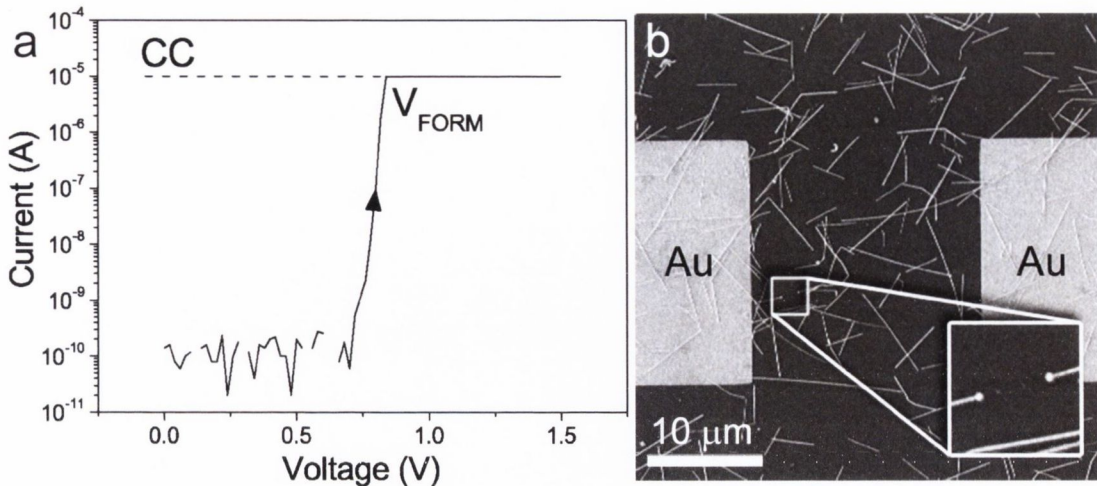 a
CC
V_FORM
10⁻⁴
10⁻⁵
10⁻⁶
10⁻⁷
10⁻⁸
10⁻⁹
10⁻¹⁰
10⁻¹¹
Current (A)
0.0 0.5 1.0 1.5
Voltage (V)
b
Au Au
10 μm